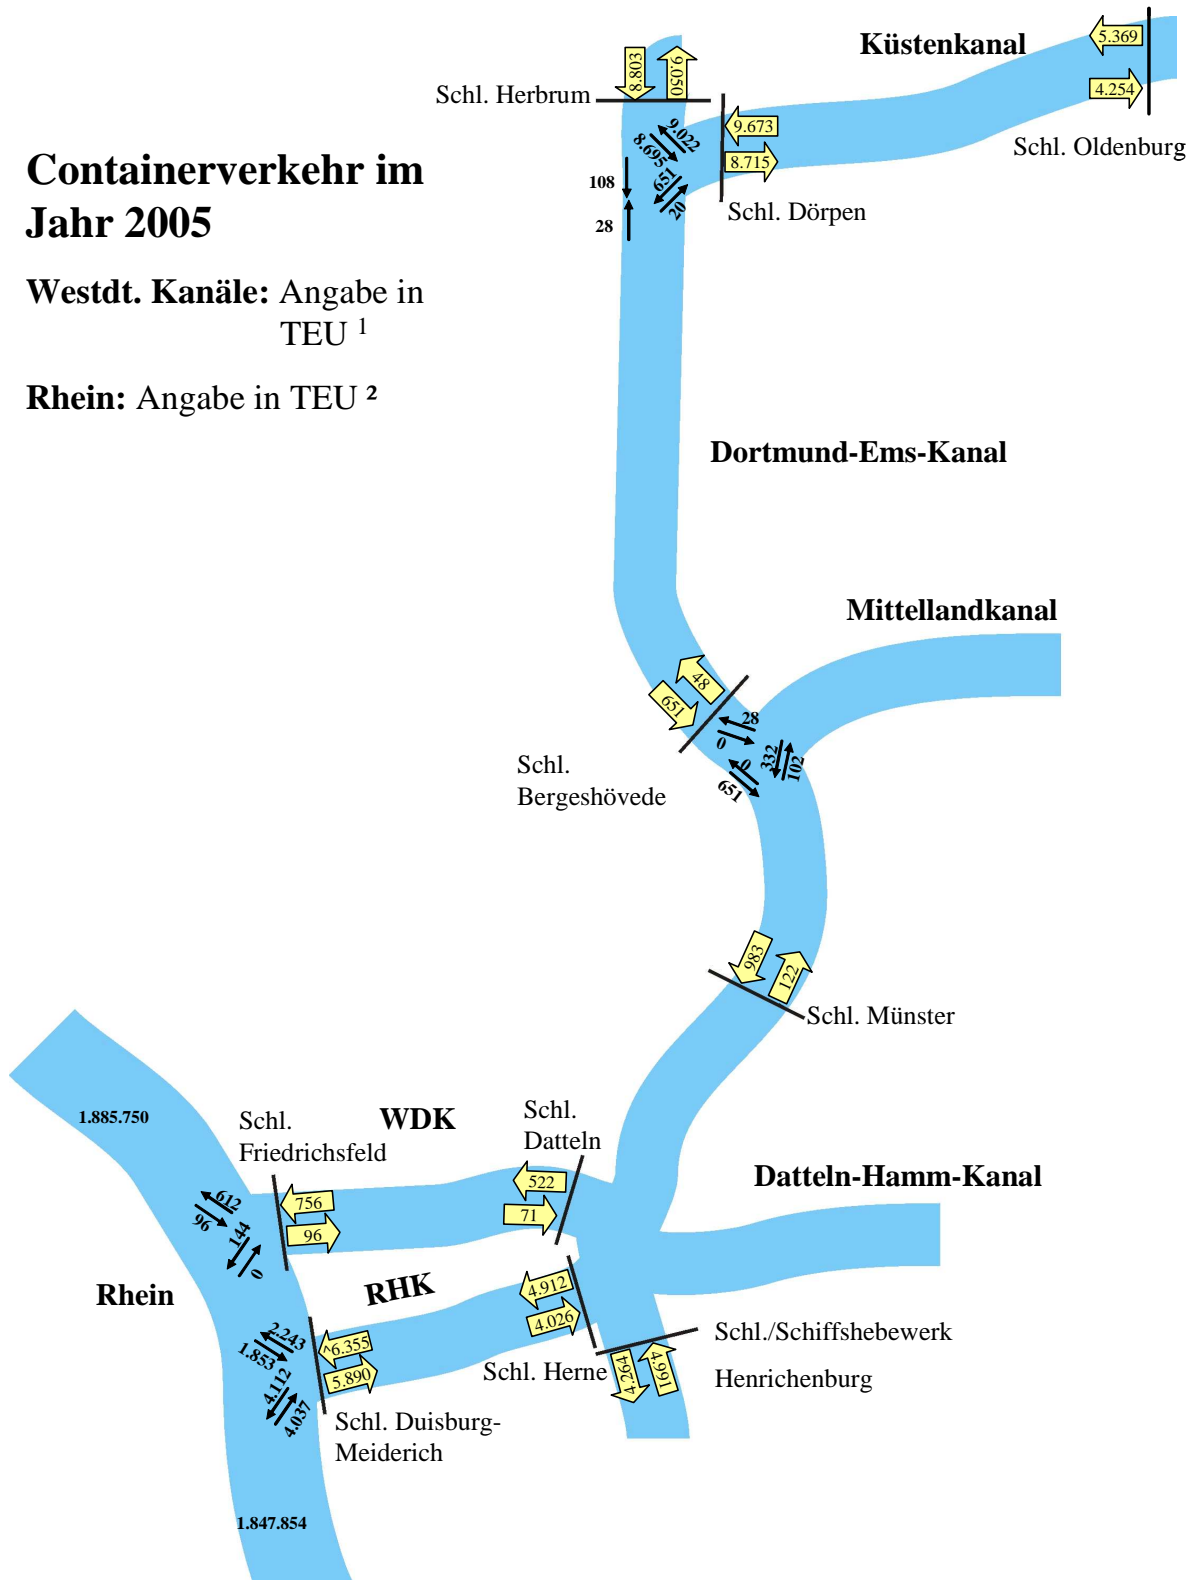 Küstenkanal
5.369
4.254
Schl. Oldenburg
8.803
9.050
Schl. Herbrum
9.673
8.715
Schl. Dörpen
9.022
8.695
651
20
108
28
Containerverkehr im
Jahr 2005
Westdt. Kanäle: Angabe in
TEU ¹
Rhein: Angabe in TEU ²
Dortmund-Ems-Kanal
Mittellandkanal
48
651
28
0
332
102
0
651
Schl.
Bergeshövede
983
122
Schl. Münster
1.885.750
Schl.
Friedrichsfeld
WDK
Schl.
Datteln
522
71
756
96
612
96
144
0
Datteln-Hamm-Kanal
Rhein
RHK
4.912
4.026
Schl. Herne
Schl./Schiffshebewerk
Henrichenburg
4.264
4.991
^6.355
5.890
2.243
1.853
4.112
4.037
Schl. Duisburg-
Meiderich
1.847.854